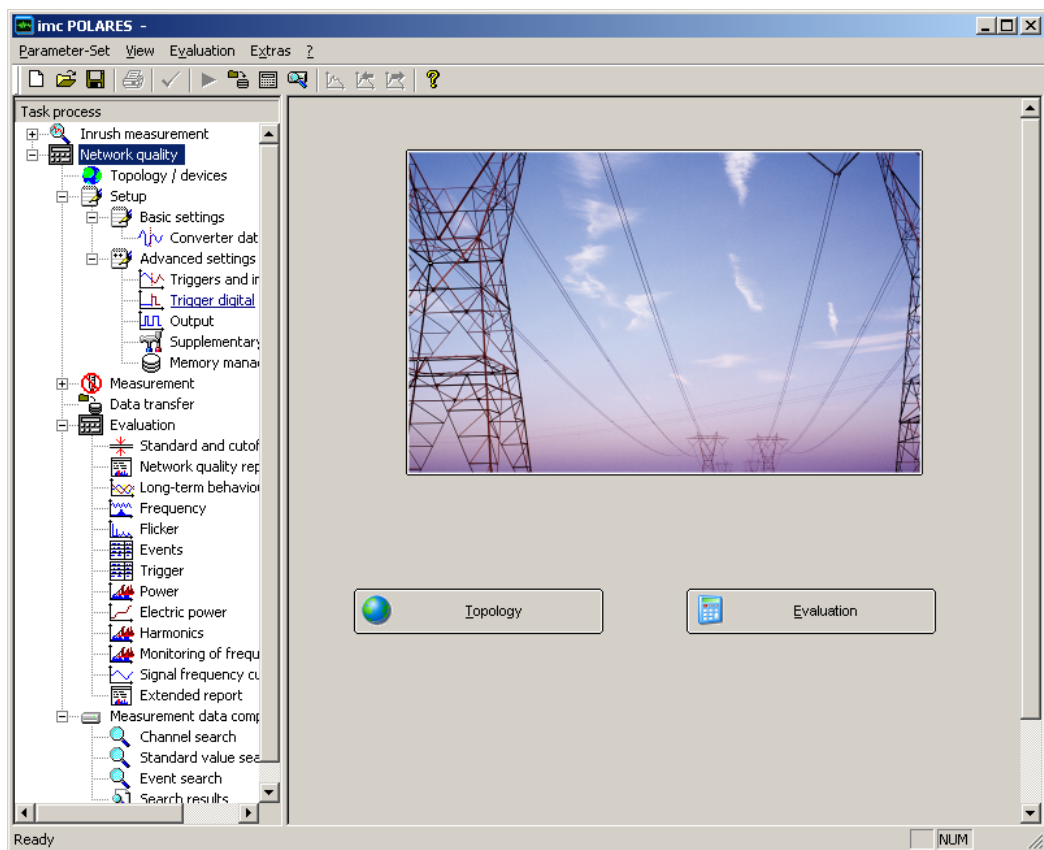 imc POLARES -
Parameter-Set View Evaluation Extras ?
Task process
Inrush measurement
Network quality
Topology / devices
Setup
Basic settings
Converter dat
Advanced settings
Triggers and in
Trigger digital
Output
Supplementary
Memory mana
Measurement
Data transfer
Evaluation
Standard and cutof
Network quality rep
Long-term behavio
Frequency
Flicker
Events
Trigger
Power
Electric power
Harmonics
Monitoring of frequ
Signal frequency cu
Extended report
Measurement data comp
Channel search
Standard value sea
Event search
Search results
Topology
Evaluation
Ready
NUM